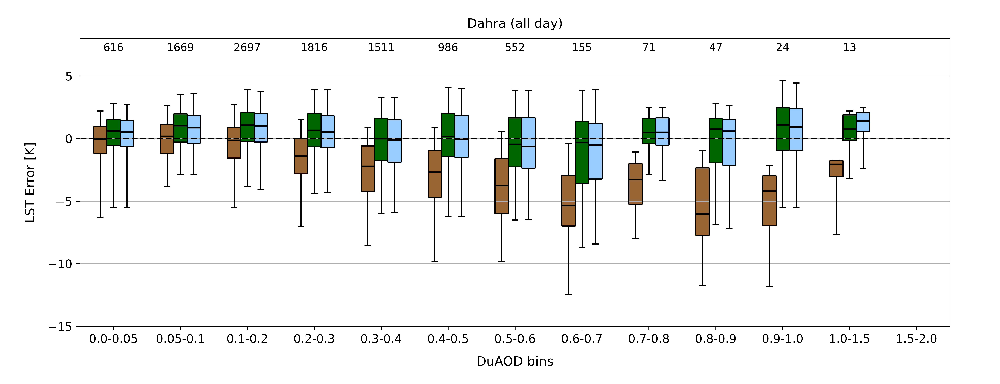 Dahra (all day)
616 1669 2697 1816 1511 986 552 155 71 47 24 13
5
0
−5
−10
−15
LST Error [K]
0.0-0.05 0.05-0.1 0.1-0.2 0.2-0.3 0.3-0.4 0.4-0.5 0.5-0.6 0.6-0.7 0.7-0.8 0.8-0.9 0.9-1.0 1.0-1.5 1.5-2.0
DuAOD bins